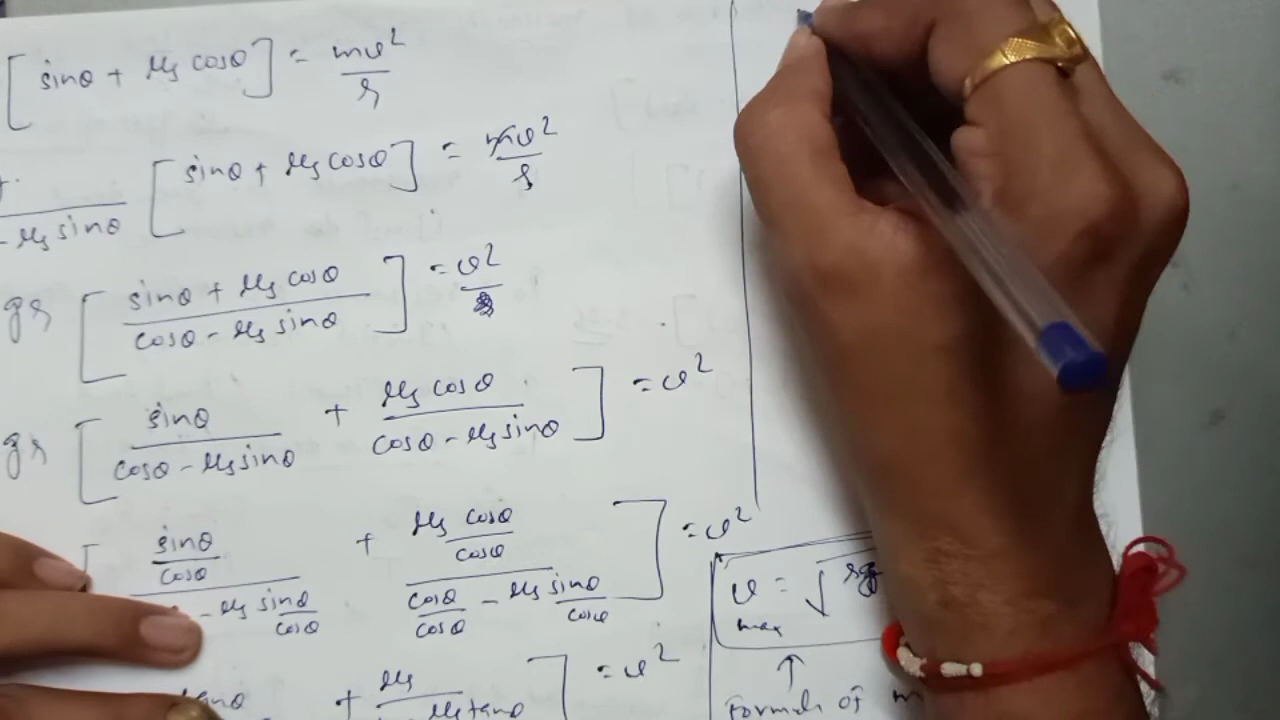 [sinθ + μs cosθ] = mv²/r
- μs sinθ [sinθ + μs cosθ] = mv²/r
gr [sinθ + μs cosθ / cosθ - μs sinθ] = v²
gr [sinθ / cosθ - μs sinθ + μs cosθ / cosθ - μs sinθ] = v²
[sinθ/cosθ / - μs sinθ/cosθ + μs cosθ/cosθ / cosθ/cosθ - μs sinθ/cosθ] = v²
+ μs / μs tanθ ] = v²
v max = √rg
Formula of